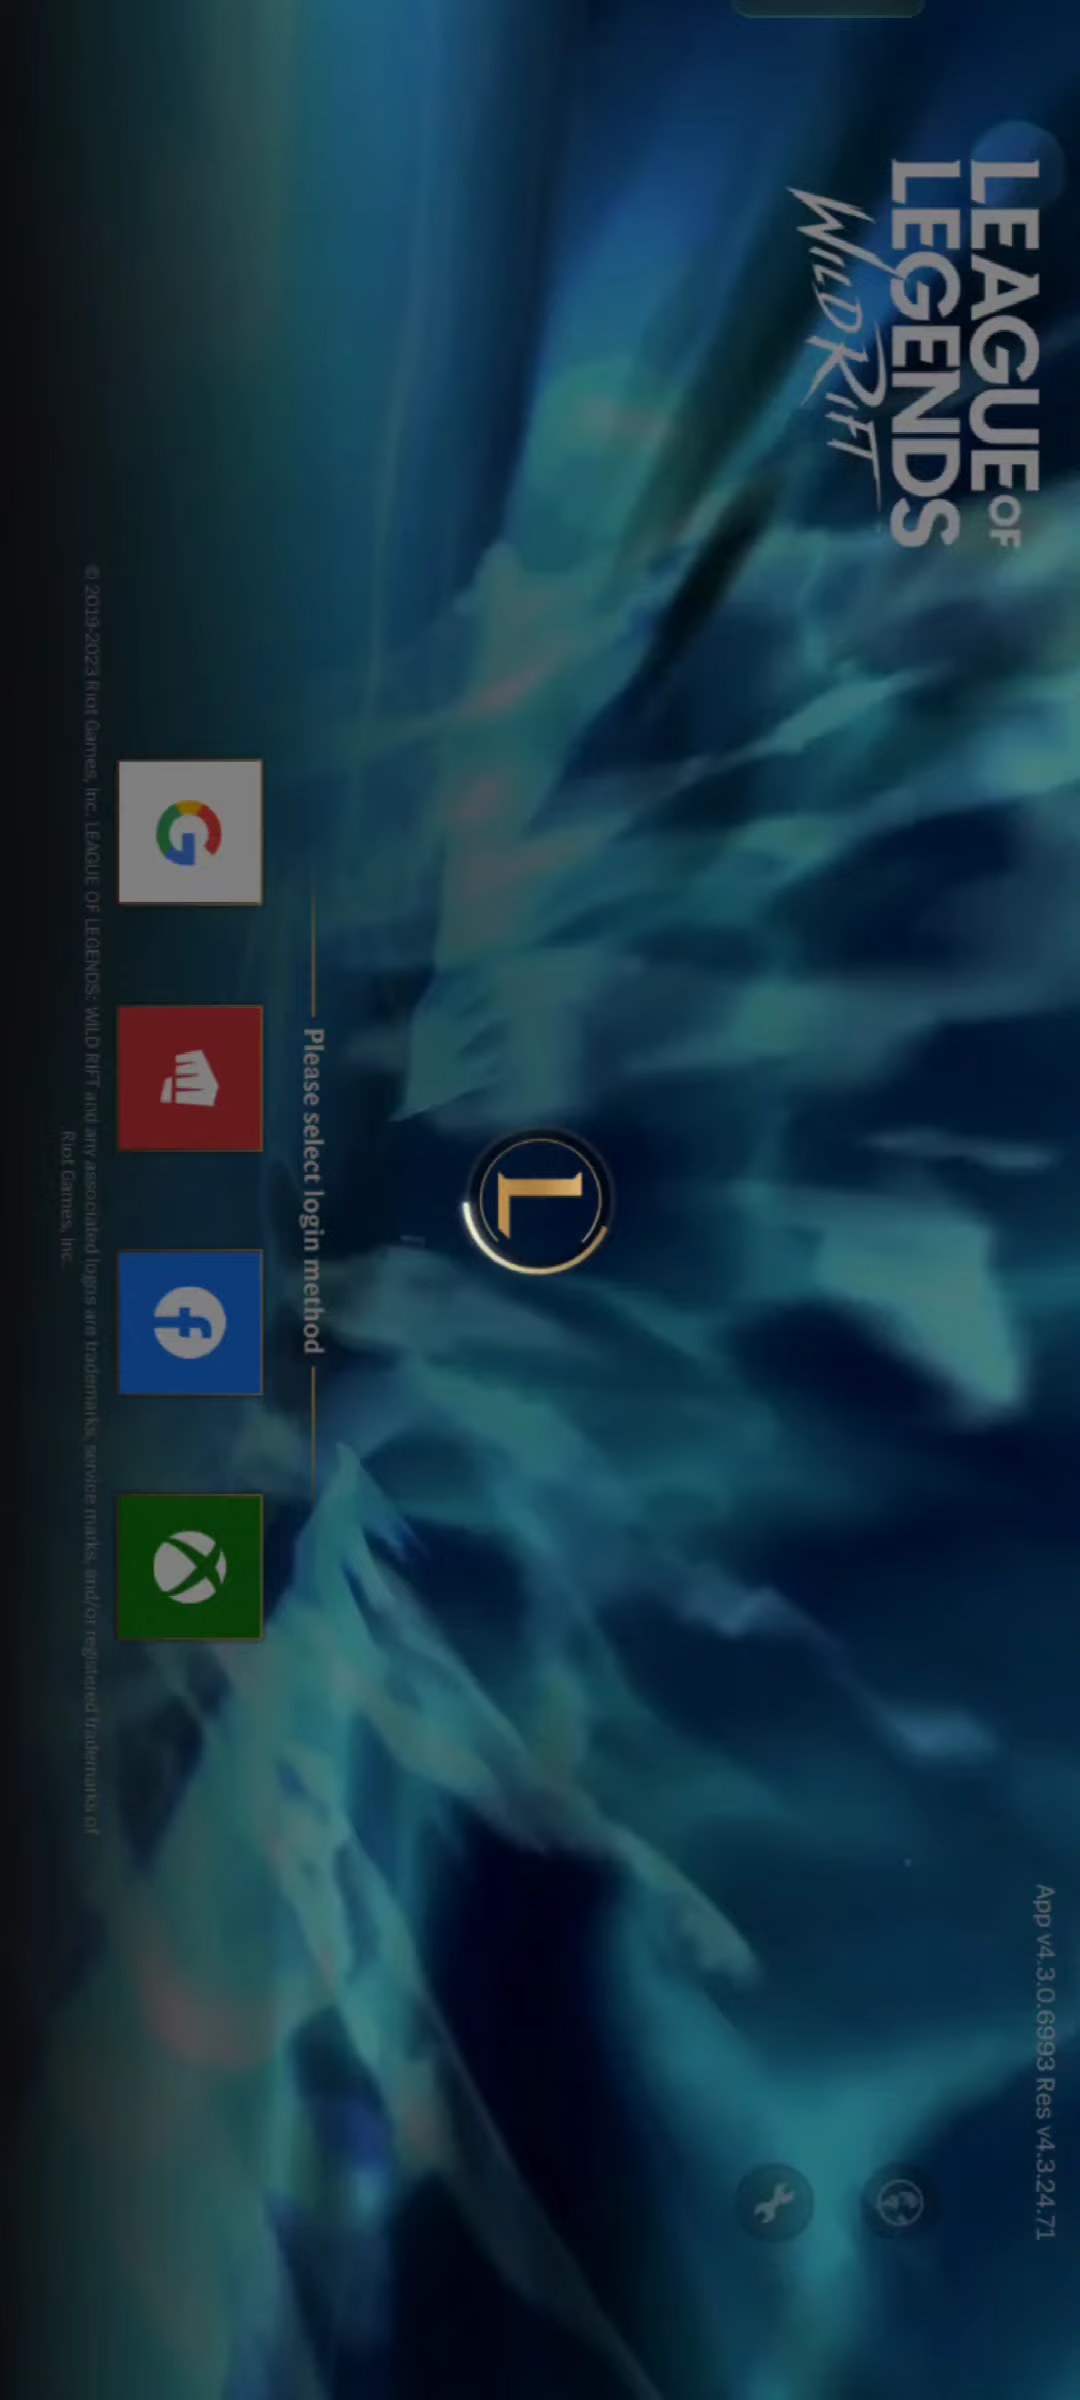 LEAGUE OF
LEGENDS
WILD RIFT
App v4.3.0.6993 Res v4.3.24.71
L
Please select login method
© 2019-2023 Riot Games, Inc. LEAGUE OF LEGENDS: WILD RIFT and any associated logos are trademarks, service marks, and/or registered trademarks of
Riot Games, Inc.